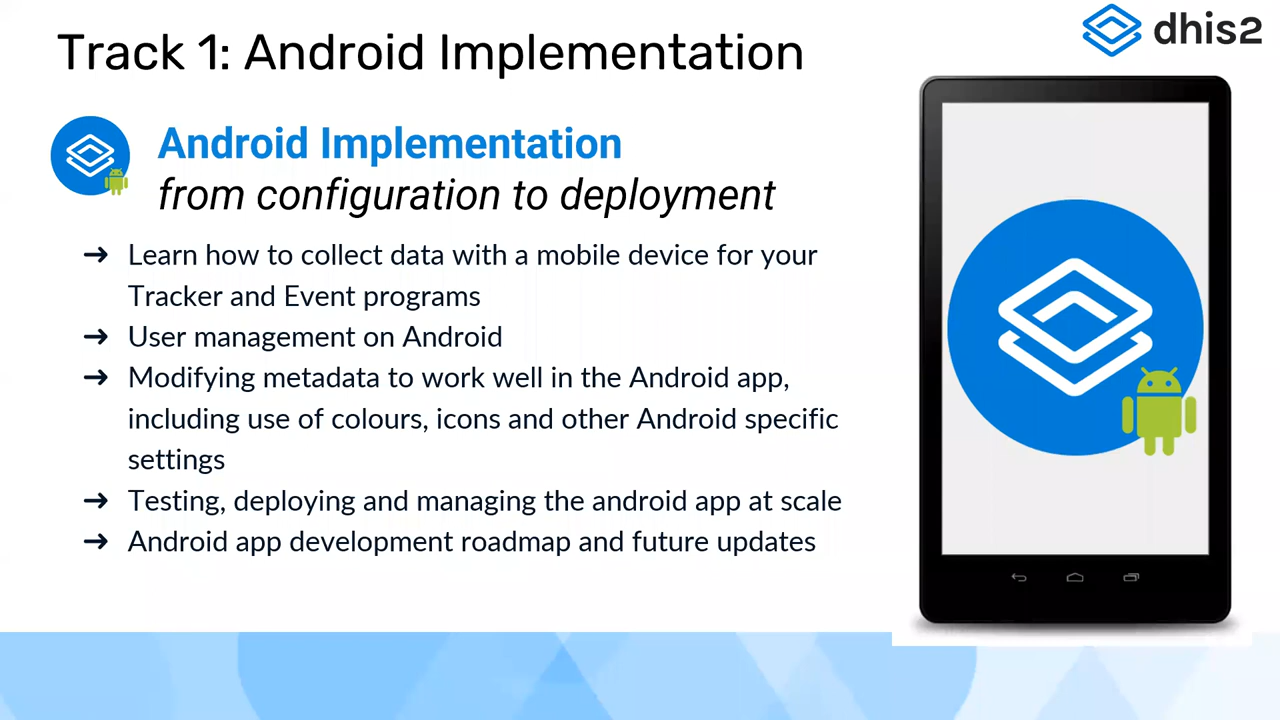 Track 1: Android Implementation
dhis2
Android Implementation
from configuration to deployment
➔ Learn how to collect data with a mobile device for your
Tracker and Event programs
➔ User management on Android
➔ Modifying metadata to work well in the Android app,
including use of colours, icons and other Android specific
settings
➔ Testing, deploying and managing the android app at scale
➔ Android app development roadmap and future updates